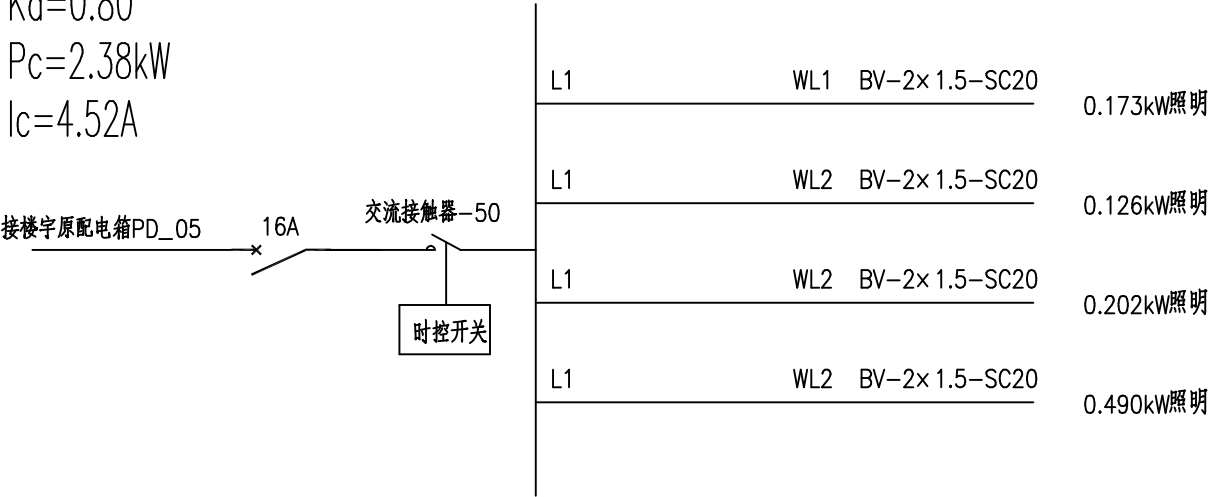 Kd=0.80
Pc=2.38kW
Ic=4.52A
L1 WL1 BV-2×1.5-SC20 0.173kW照明
L1 WL2 BV-2×1.5-SC20 0.126kW照明
接楼宇原配电箱PD_05 16A 交流接触器-50
L1 WL2 BV-2×1.5-SC20 0.202kW照明
时控开关
L1 WL2 BV-2×1.5-SC20 0.490kW照明